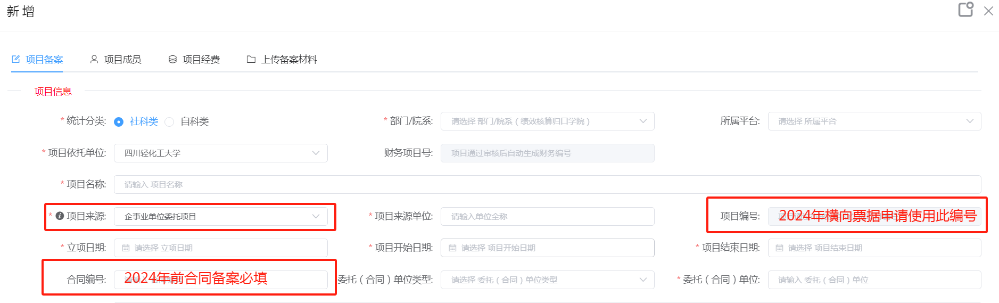 新增
项目备案 项目成员 项目经费 上传备案材料
项目信息
* 统计分类: 社科类 自科类 * 部门/院系: 请选择 部门/院系（绩效核算归口学院） 所属平台: 请选择 所属平台
* 项目依托单位: 四川轻化工大学 财务项目号: 项目通过审核后自动生成财务编号
* 项目名称: 请输入 项目名称
* 项目来源: 企事业单位委托项目 * 项目来源单位: 请输入单位全称 项目编号: 2024年横向票据申请使用此编号
* 立项日期: 请选择 立项日期 * 项目开始日期: 请选择 项目开始日期 * 项目结束日期: 请选择 项目结束日期
合同编号: 2024年前合同备案必填 委托（合同）单位类型: 请选择 委托（合同）单位类型 * 委托（合同）单位: 请输入 委托（合同）单位